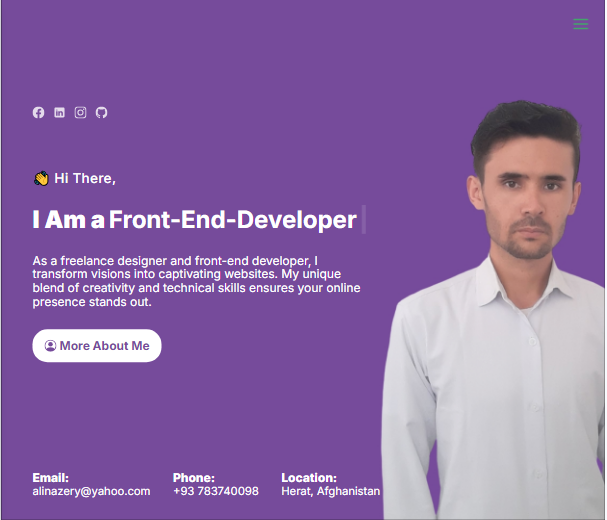 👋 Hi There,
I Am a Front-End-Developer
As a freelance designer and front-end developer, I
transform visions into captivating websites. My unique
blend of creativity and technical skills ensures your online
presence stands out.
More About Me
Email: Phone: Location:
alinazery@yahoo.com +93 783740098 Herat, Afghanistan